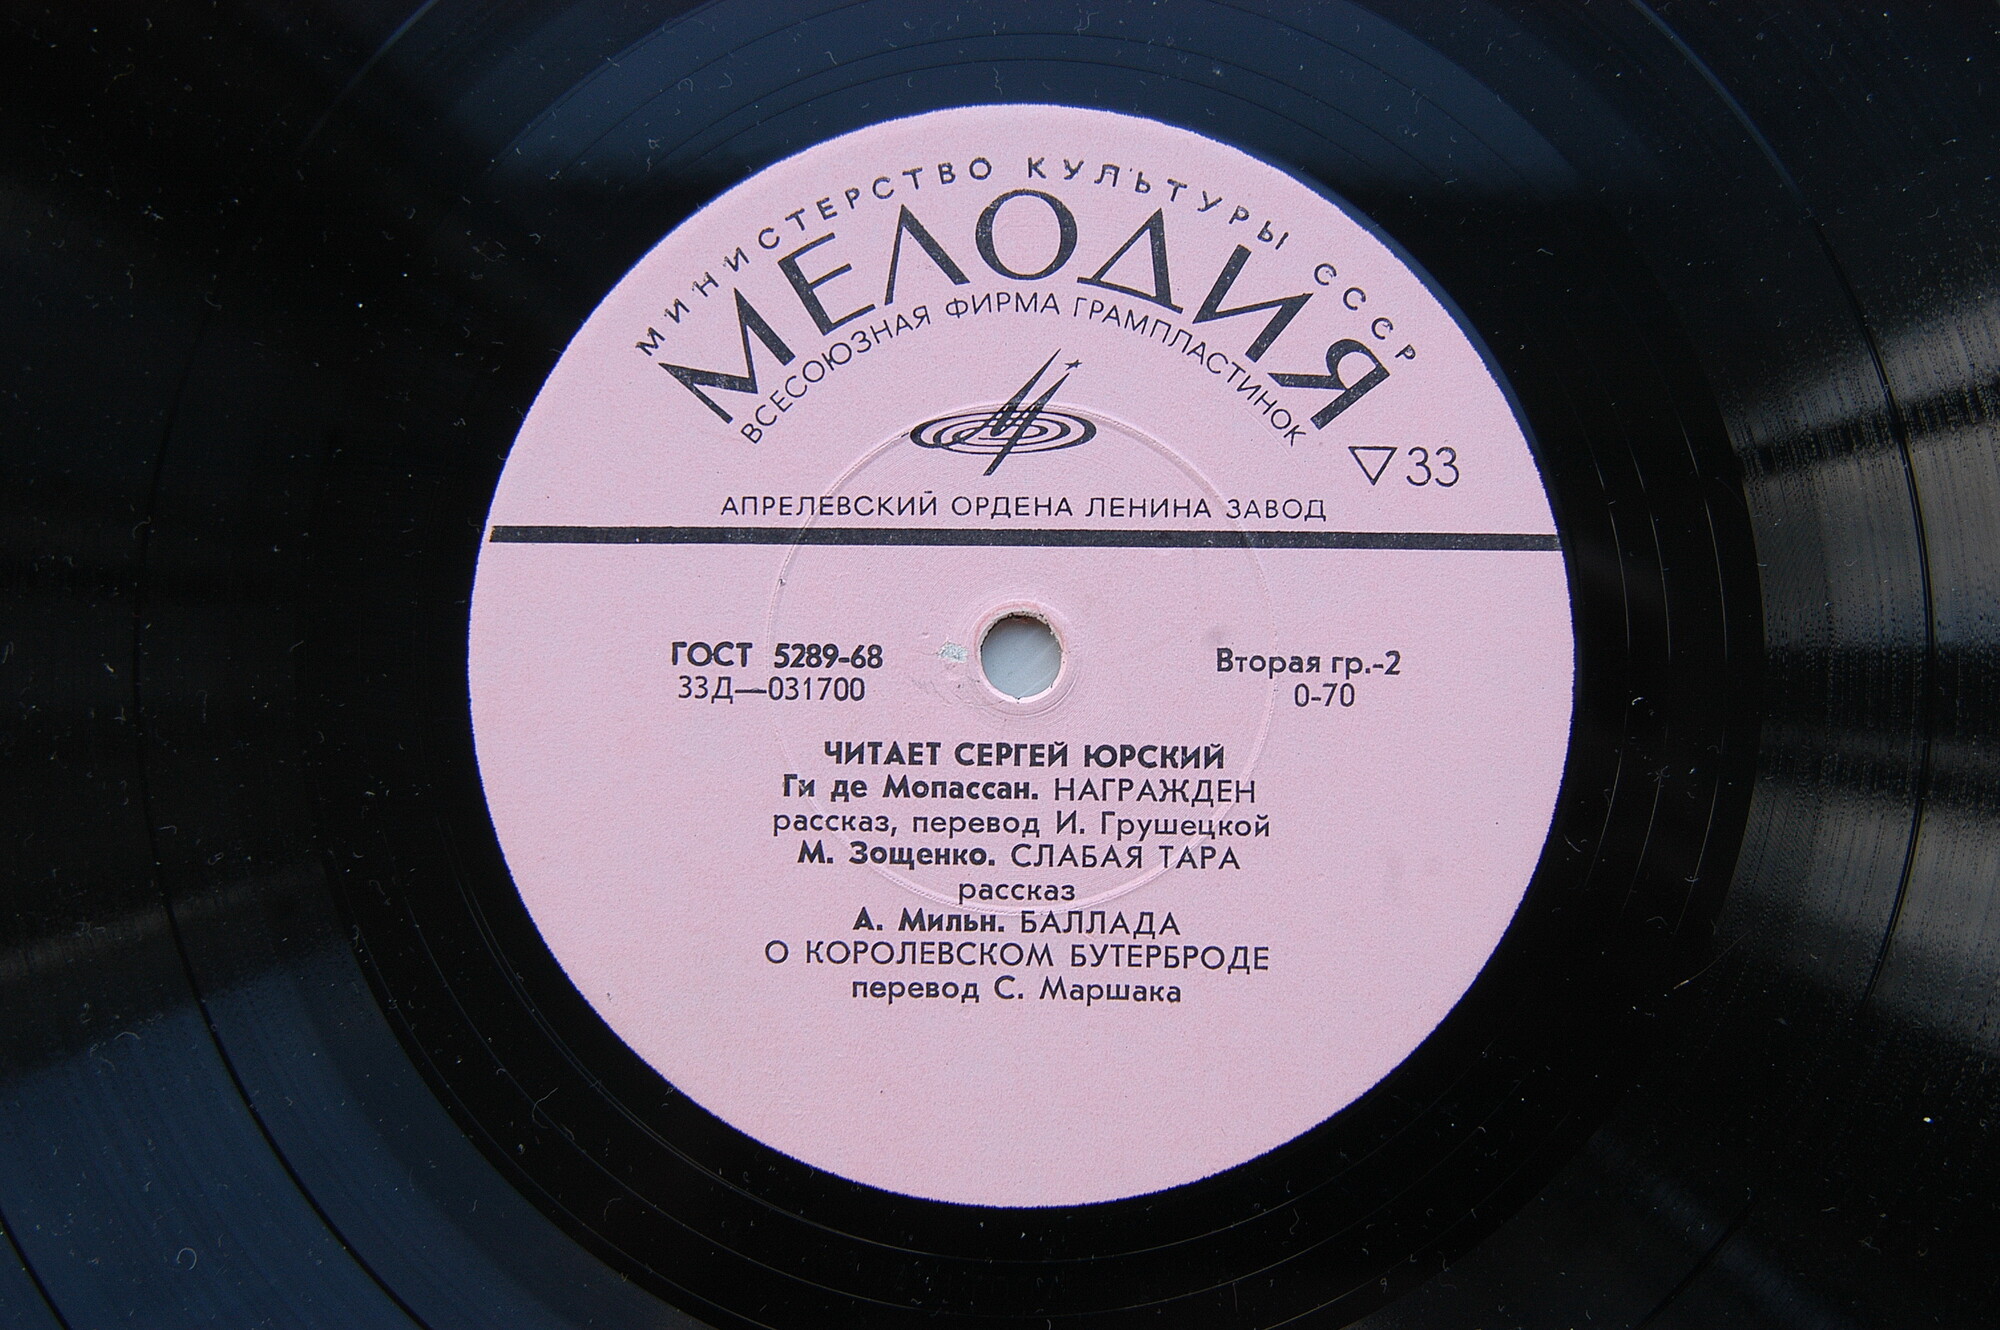 МИНИСТЕРСТВО КУЛЬТУРЫ СССР
МЕЛОДИЯ
ВСЕСОЮЗНАЯ ФИРМА ГРАМПЛАСТИНОК
33
АПРЕЛЕВСКИЙ ОРДЕНА ЛЕНИНА ЗАВОД
ГОСТ 5289-68
33Д—031700
Вторая гр.-2
0-70
ЧИТАЕТ СЕРГЕЙ ЮРСКИЙ
Ги де Мопассан. НАГРАЖДЕН
рассказ, перевод И. Грушецкой
М. Зощенко. СЛАБАЯ ТАРА
рассказ
А. Мильн. БАЛЛАДА
О КОРОЛЕВСКОМ БУТЕРБРОДЕ
перевод С. Маршака